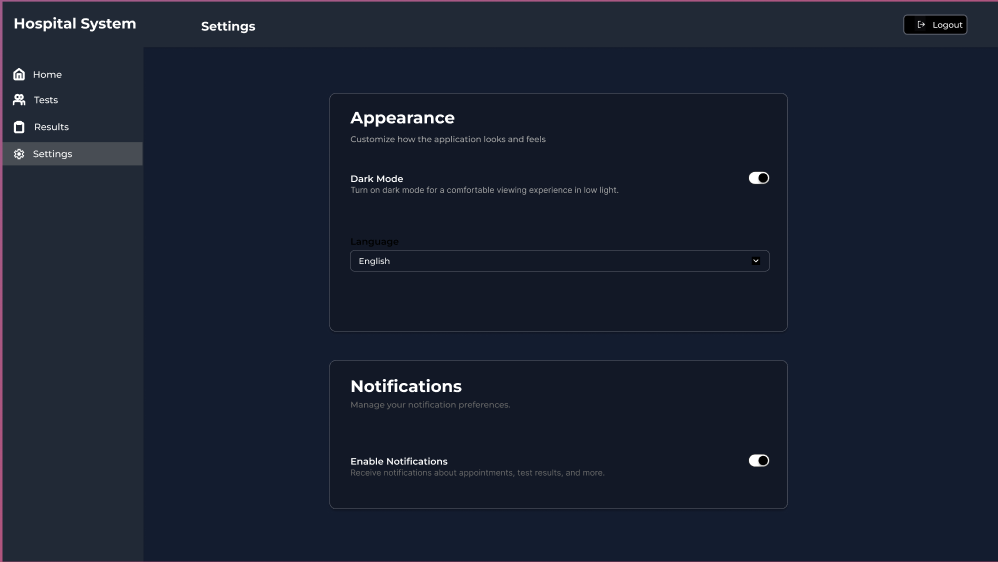 Hospital System
Settings
Logout
Home
Tests
Results
Settings
Appearance
Customize how the application looks and feels
Dark Mode
Turn on dark mode for a comfortable viewing experience in low light.
Language
English
Notifications
Manage your notification preferences.
Enable Notifications
Receive notifications about appointments, test results, and more.